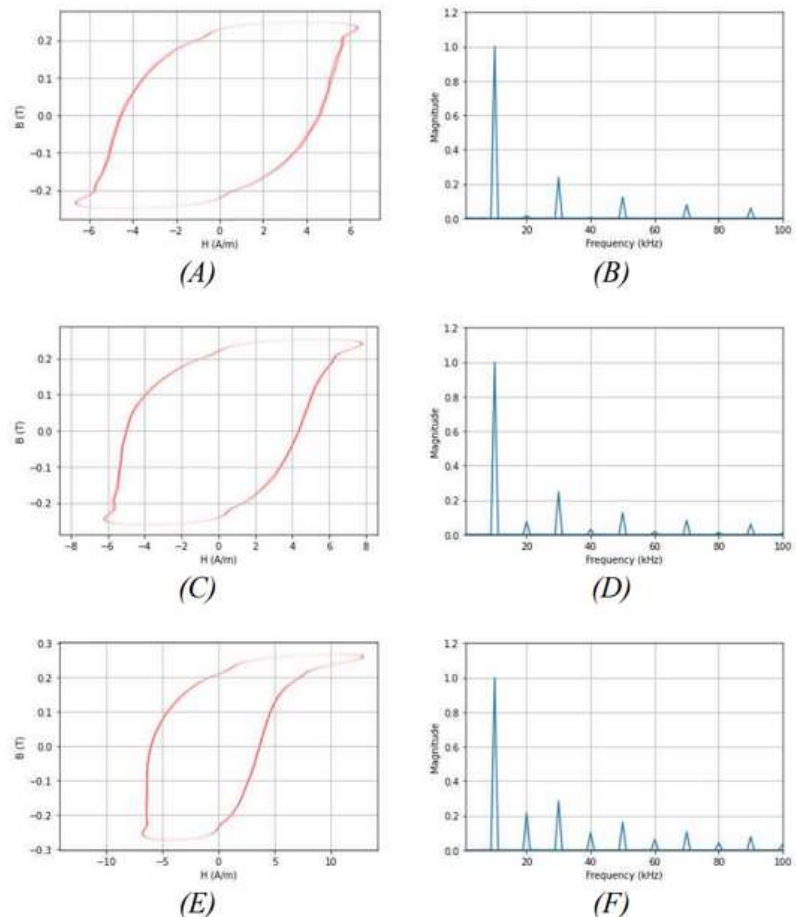 B (T)
0.2
0.1
0.0
-0.1
-0.2
-6 -4 -2 0 2 4 6
H (A/m)
(A)
Magnitude
1.2
1.0
0.8
0.6
0.4
0.2
0.0
20 40 60 80 100
Frequency (kHz)
(B)
B (T)
0.2
0.1
0.0
-0.1
-0.2
-8 -6 -4 -2 0 2 4 6 8
H (A/m)
(C)
Magnitude
1.2
1.0
0.8
0.6
0.4
0.2
0.0
20 40 60 80 100
Frequency (kHz)
(D)
B (T)
0.3
0.2
0.1
0.0
-0.1
-0.2
-0.3
-10 -5 0 5 10
H (A/m)
(E)
Magnitude
1.2
1.0
0.8
0.6
0.4
0.2
0.0
20 40 60 80 100
Frequency (kHz)
(F)